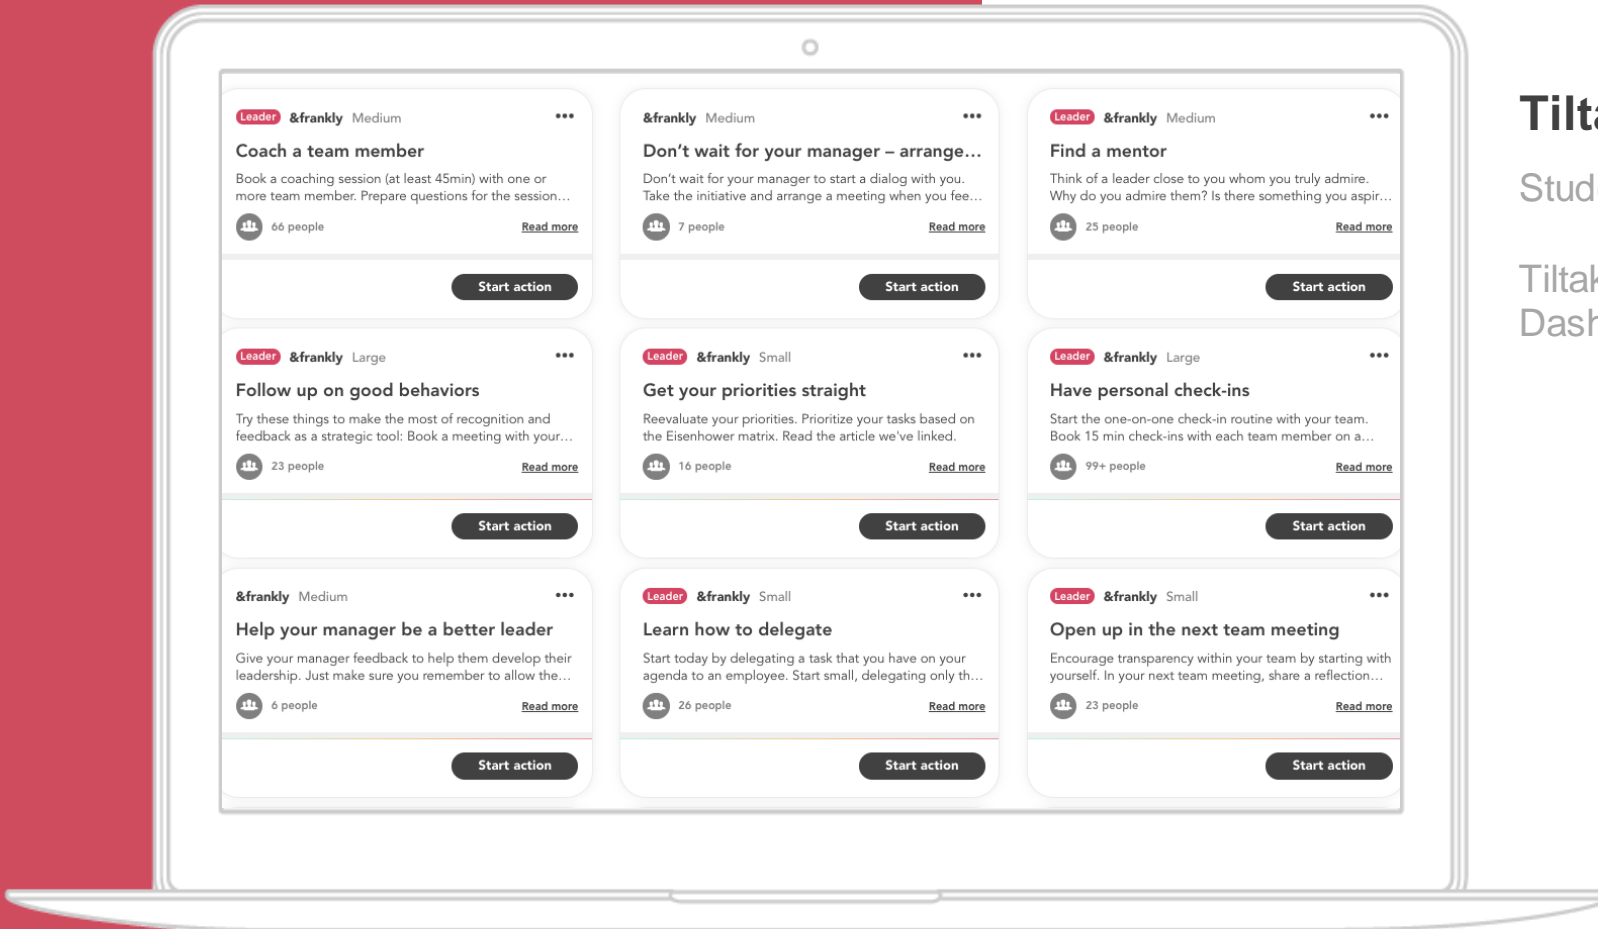 Leader &frankly Medium •••
Coach a team member
Book a coaching session (at least 45min) with one or
more team member. Prepare questions for the session…
66 people Read more
Start action
&frankly Medium •••
Don’t wait for your manager – arrange…
Don’t wait for your manager to start a dialog with you.
Take the initiative and arrange a meeting when you fee…
7 people Read more
Start action
Leader &frankly Medium •••
Find a mentor
Think of a leader close to you whom you truly admire.
Why do you admire them? Is there something you aspir…
25 people Read more
Start action
Leader &frankly Large •••
Follow up on good behaviors
Try these things to make the most of recognition and
feedback as a strategic tool: Book a meeting with your…
23 people Read more
Start action
Leader &frankly Small •••
Get your priorities straight
Reevaluate your priorities. Prioritize your tasks based on
the Eisenhower matrix. Read the article we've linked.
16 people Read more
Start action
Leader &frankly Large •••
Have personal check-ins
Start the one-on-one check-in routine with your team.
Book 15 min check-ins with each team member on a…
99+ people Read more
Start action
&frankly Medium •••
Help your manager be a better leader
Give your manager feedback to help them develop their
leadership. Just make sure you remember to allow the…
6 people Read more
Start action
Leader &frankly Small •••
Learn how to delegate
Start today by delegating a task that you have on your
agenda to an employee. Start small, delegating only th…
26 people Read more
Start action
Leader &frankly Small •••
Open up in the next team meeting
Encourage transparency within your team by starting with
yourself. In your next team meeting, share a reflection…
23 people Read more
Start action